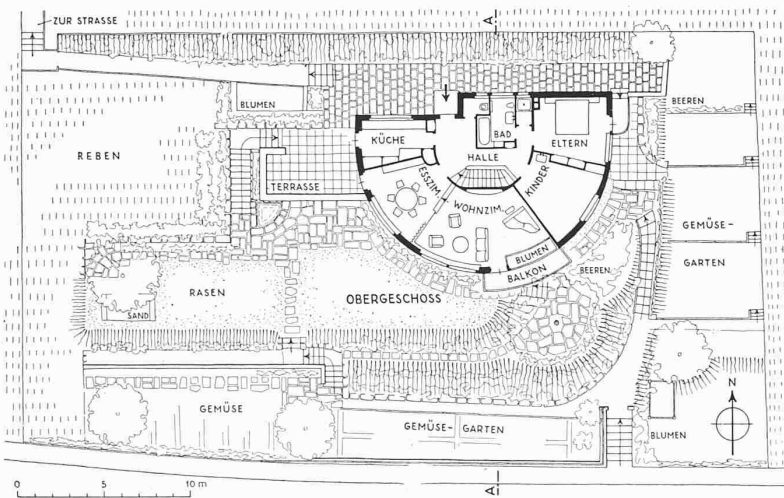 ZUR STRASSE
A
BLUMEN
BEEREN
KÜCHE
BAD
ELTERN
REBEN
HALLE
TERRASSE
ESSZIM.
WOHNZIM.
KINDER
GEMÜSE-
GARTEN
BLUMEN
BALKON
BEEREN
RASEN
OBERGESCHOSS
SAND
N
GEMÜSE
GEMÜSE-GARTEN
BLUMEN
0 5 10 m
A